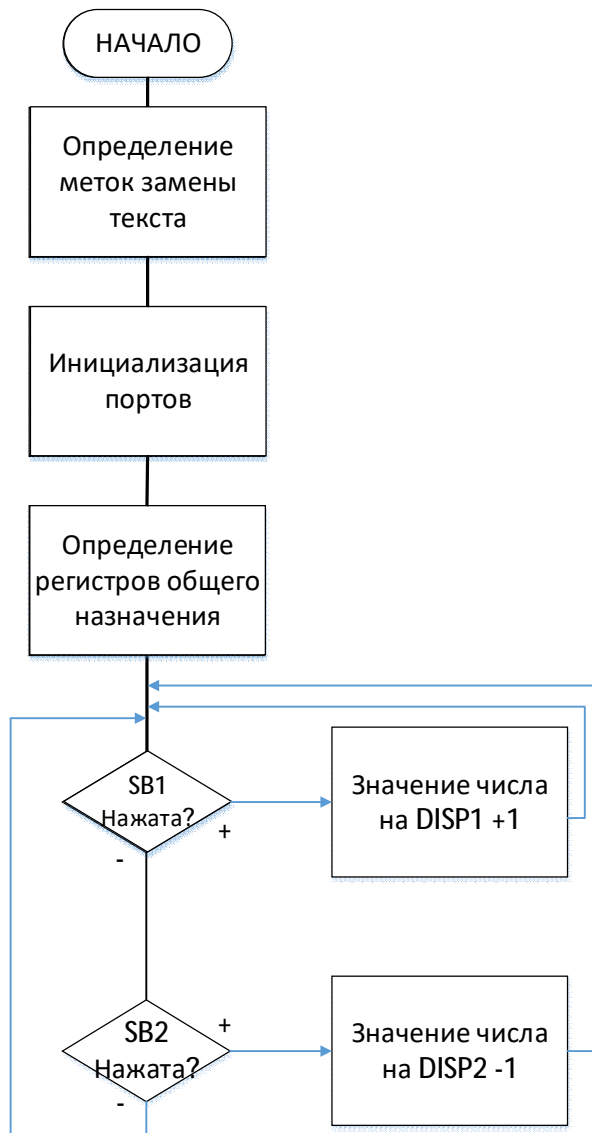 НАЧАЛО
Определение
меток замены
текста
Инициализация
портов
Определение
регистров общего
назначения
SB1
Нажата?
+
-
Значение числа
на DISP1 +1
SB2
Нажата?
+
-
Значение числа
на DISP2 -1